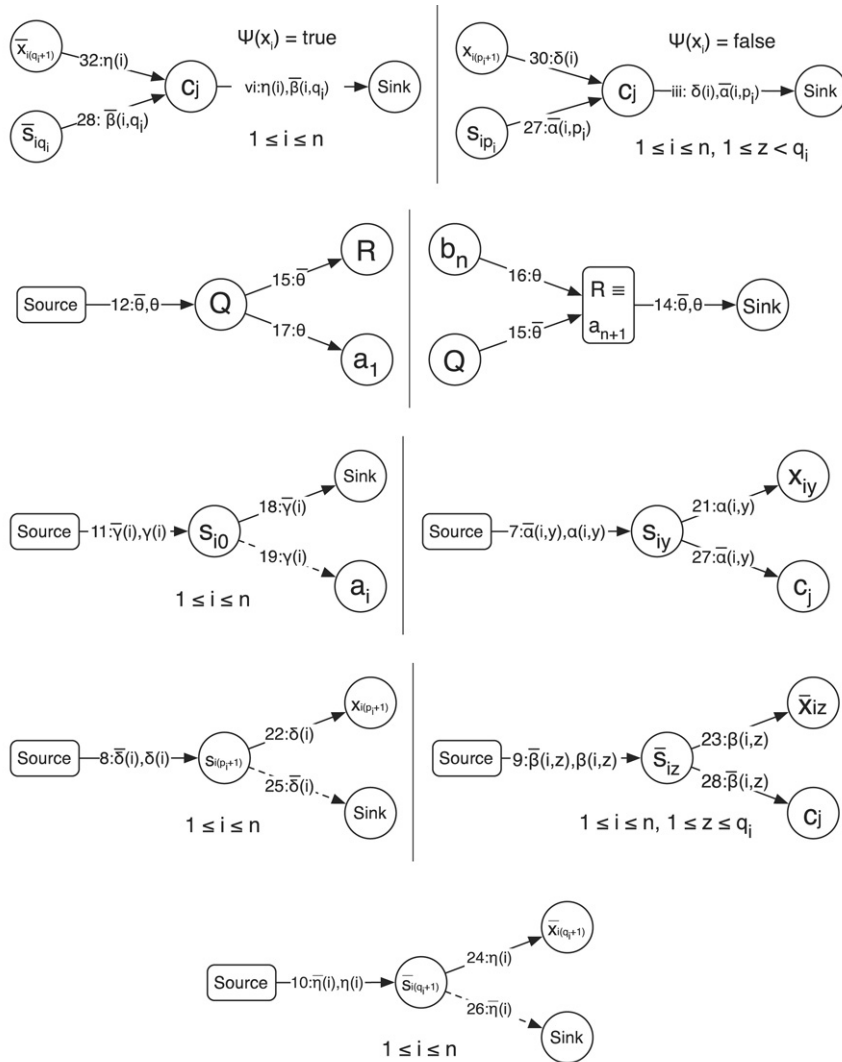 x̄i(qi+1)
32:η(i)
Ψ(xi) = true
cj
vi:η(i),β̄(i,qi)
Sink
s̄iqi
28: β̄(i,qi)
1 ≤ i ≤ n
xi(pi+1)
30:δ(i)
Ψ(xi) = false
cj
iii: δ(i),ᾱ(i,pi)
Sink
sipi
27:ᾱ(i,pi)
1 ≤ i ≤ n, 1 ≤ z < qi
Source
12:θ̄,θ
Q
15:θ̄
R
17:θ
a1
bn
16:θ
Q
15:θ̄
R ≡
an+1
14:θ̄,θ
Sink
Source
11:γ̄(i),γ(i)
si0
18:γ̄(i)
Sink
19:γ(i)
ai
1 ≤ i ≤ n
Source
7:ᾱ(i,y),α(i,y)
siy
21:α(i,y)
xiy
27:ᾱ(i,y)
cj
Source
8:δ̄(i),δ(i)
si(pi+1)
22:δ(i)
xi(pi+1)
25:δ̄(i)
Sink
1 ≤ i ≤ n
Source
9:β̄(i,z),β(i,z)
s̄iz
23:β(i,z)
x̄iz
28:β̄(i,z)
cj
1 ≤ i ≤ n, 1 ≤ z ≤ qi
Source
10:η̄(i),η(i)
s̄i(qi+1)
24:η(i)
x̄i(qi+1)
26:η̄(i)
Sink
1 ≤ i ≤ n